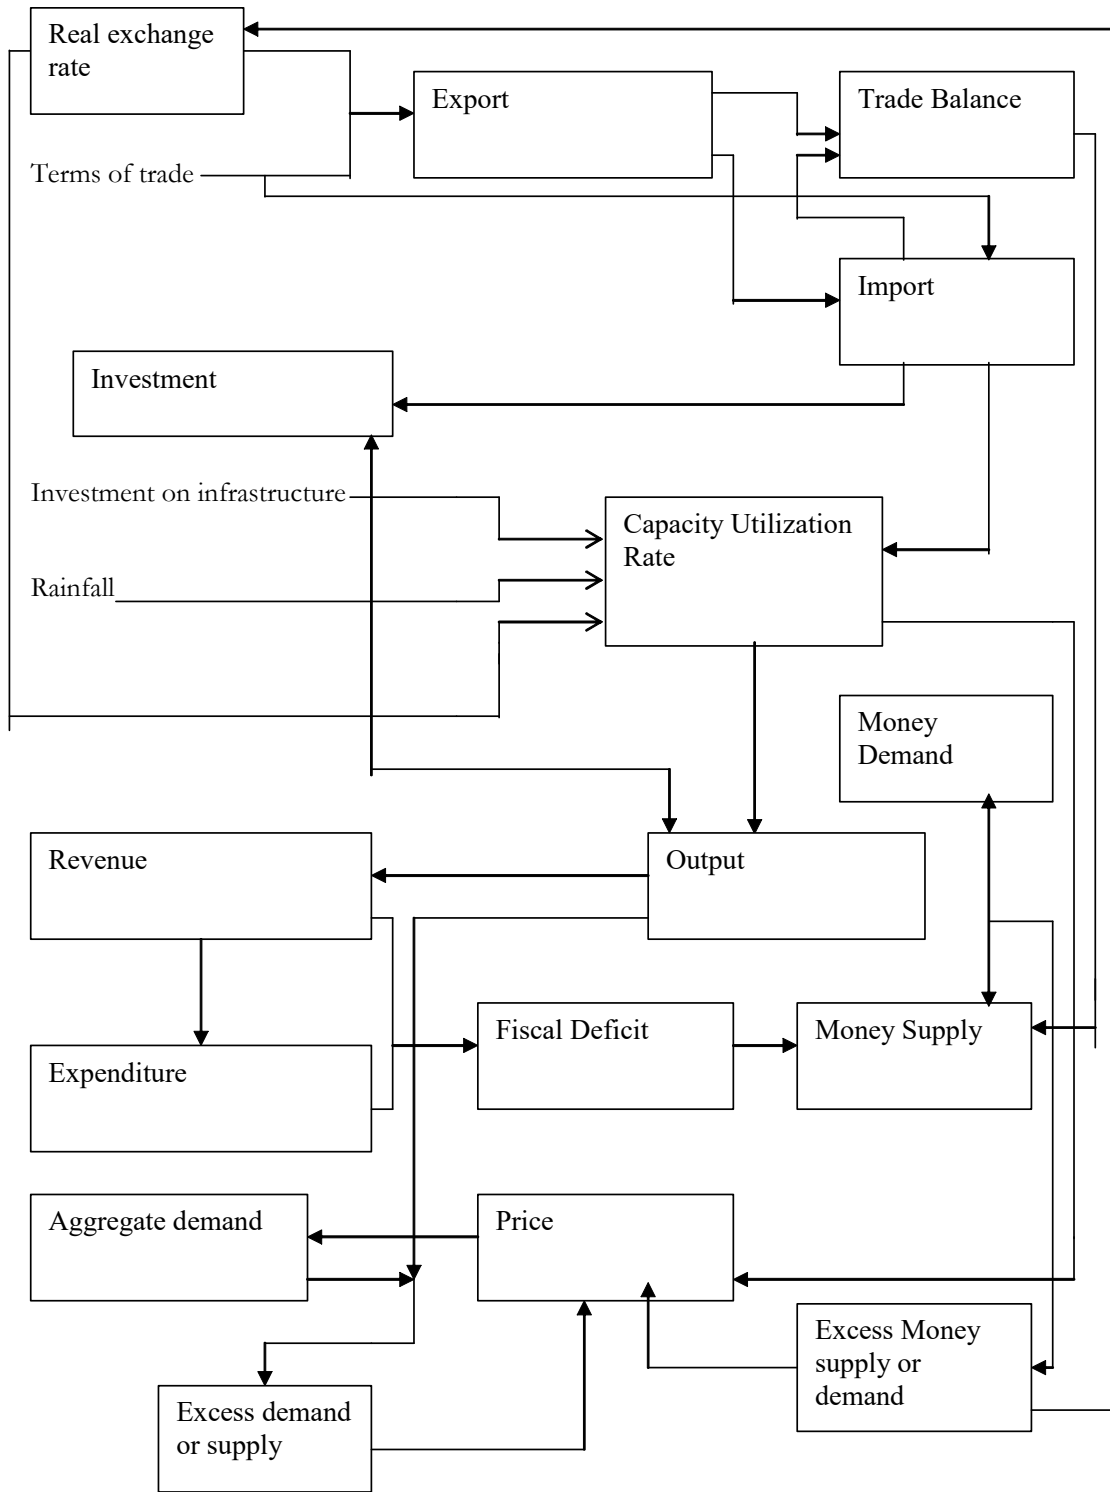 Real exchange
rate
Export
Trade Balance
Terms of trade
Import
Investment
Investment on infrastructure
Capacity Utilization
Rate
Rainfall
Money
Demand
Revenue
Output
Fiscal Deficit
Money Supply
Expenditure
Aggregate demand
Price
Excess Money
supply or
demand
Excess demand
or supply